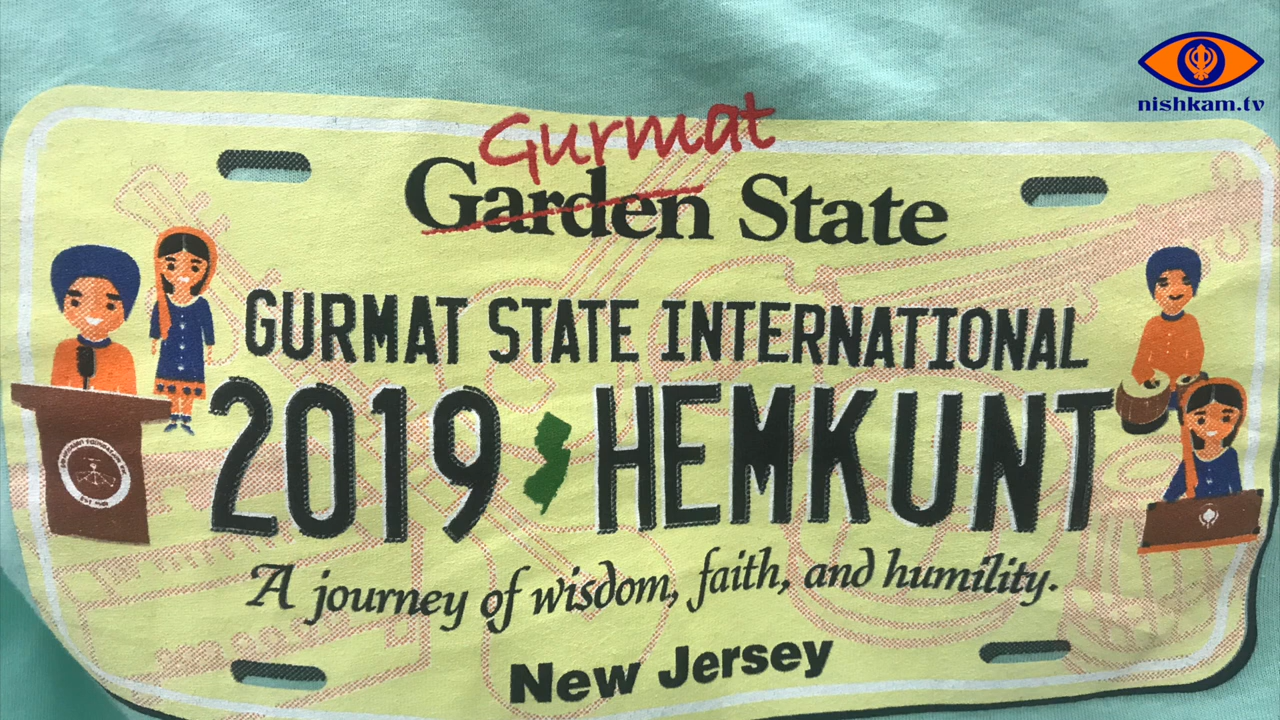 nishkam.tv
Gurmat
Garden State
GURMAT STATE INTERNATIONAL
2019 HEMKUNT
A journey of wisdom, faith, and humility.
New Jersey